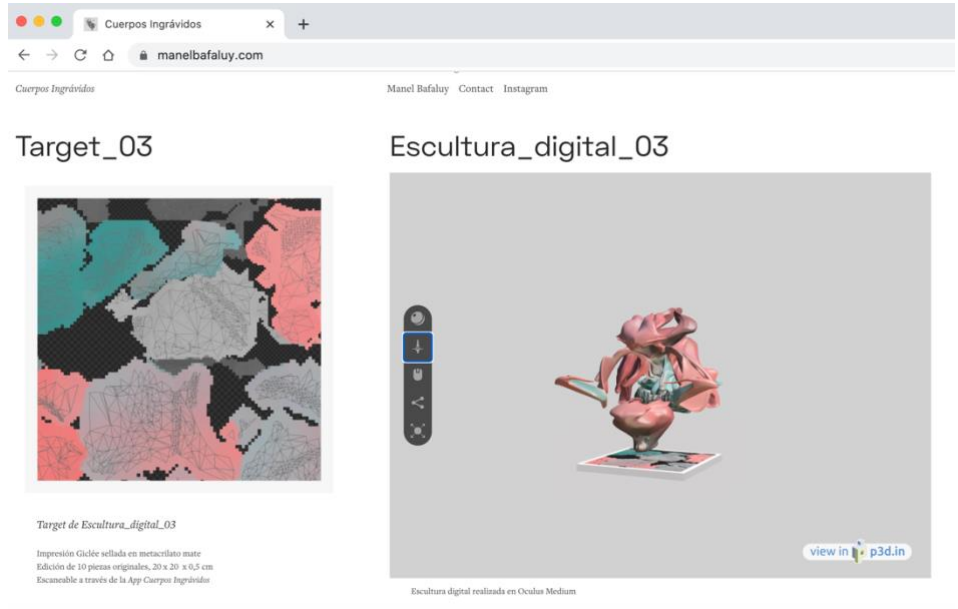 Cuerpos Ingrávidos
manelbafaluy.com
Cuerpos Ingrávidos
Manel Bafaluy Contact Instagram
Target_03
Escultura_digital_03
Target de Escultura_digital_03
Impresión Giclée sellada en metacrilato mate
Edición de 10 piezas originales, 20 x 20 x 0,5 cm
Escaneable a través de la App Cuerpos Ingrávidos
view in p3d.in
Escultura digital realizada en Oculus Medium